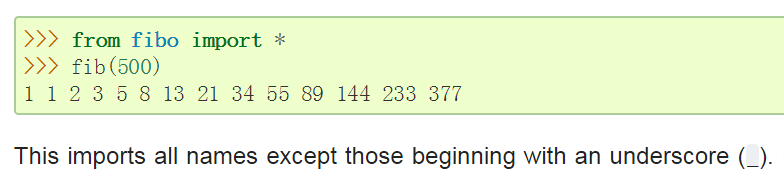 >>> from fibo import *
>>> fib(500)
1 1 2 3 5 8 13 21 34 55 89 144 233 377
This imports all names except those beginning with an underscore (_).